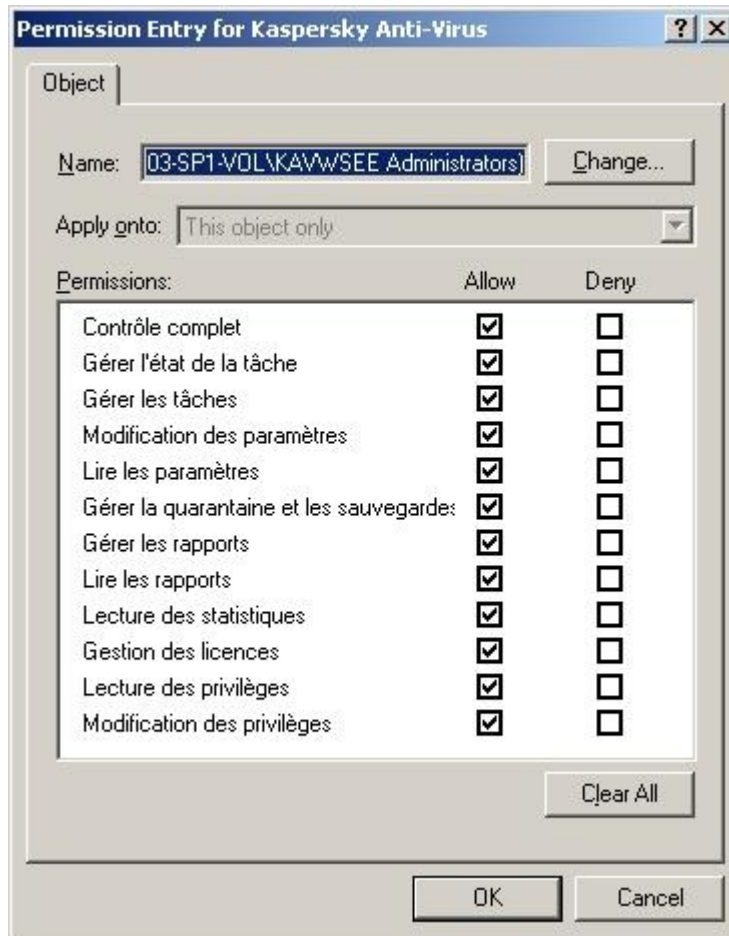 Permission Entry for Kaspersky Anti-Virus
Object
Name: 03-SP1-VOL\KAVWSEE Administrators) Change...
Apply onto: This object only
Permissions: Allow Deny
Contrôle complet
Gérer l'état de la tâche
Gérer les tâches
Modification des paramètres
Lire les paramètres
Gérer la quarantaine et les sauvegardes
Gérer les rapports
Lire les rapports
Lecture des statistiques
Gestion des licences
Lecture des privilèges
Modification des privilèges
Clear All
OK Cancel